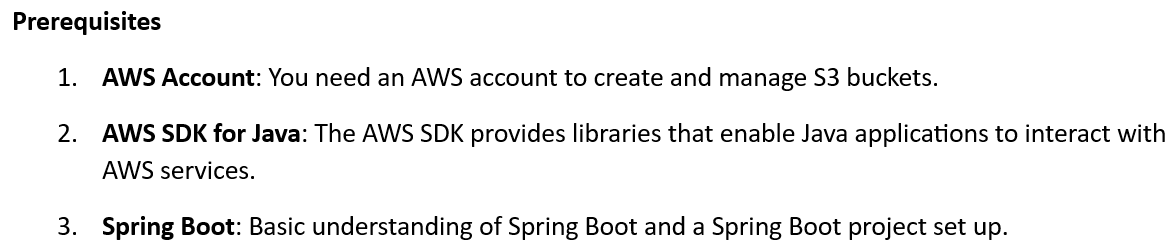 Prerequisites
1. AWS Account: You need an AWS account to create and manage S3 buckets.
2. AWS SDK for Java: The AWS SDK provides libraries that enable Java applications to interact with
AWS services.
3. Spring Boot: Basic understanding of Spring Boot and a Spring Boot project set up.